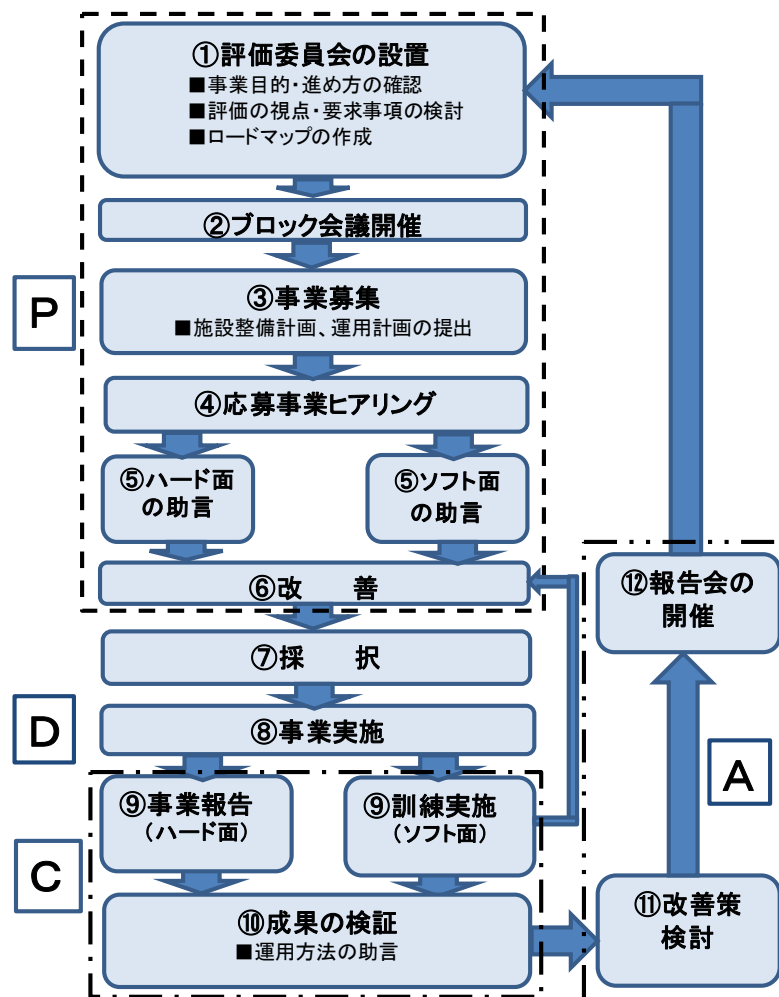 ①評価委員会の設置
■事業目的・進め方の確認
■評価の視点・要求事項の検討
■ロードマップの作成
②ブロック会議開催
P
③事業募集
■施設整備計画、運用計画の提出
④応募事業ヒアリング
⑤ハード面
の助言
⑤ソフト面
の助言
⑥改　　善
⑦採　　択
D
⑧事業実施
⑨事業報告
（ハード面）
⑨訓練実施
（ソフト面）
C
⑩成果の検証
■運用方法の助言
⑪改善策
検討
A
⑫報告会の
開催